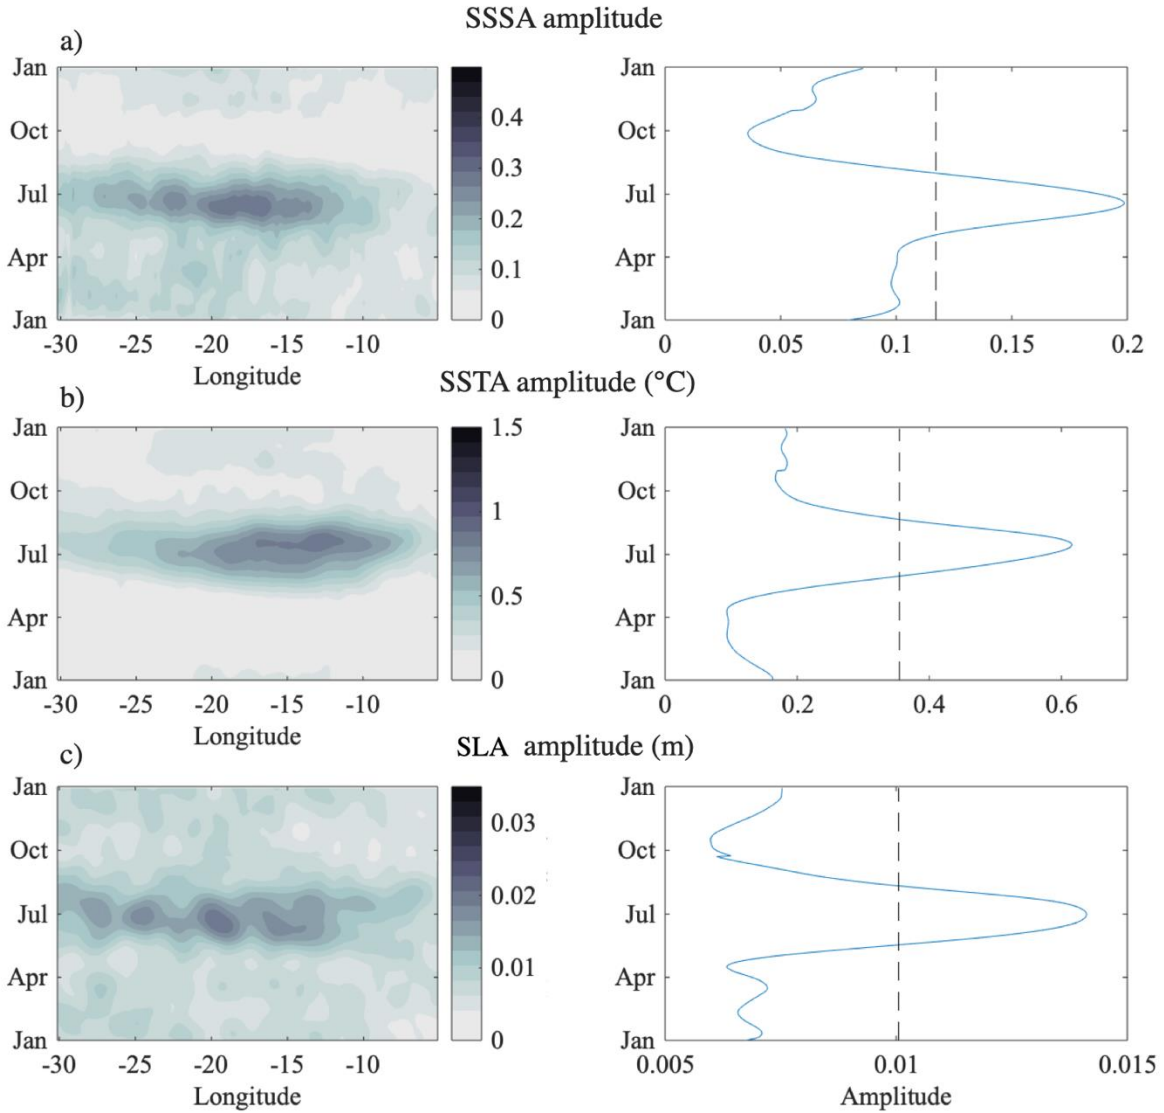 SSSA amplitude
a)
Jan
Oct
Jul
Apr
Jan
-30 -25 -20 -15 -10
Longitude
0.4
0.3
0.2
0.1
0
Jan
Oct
Jul
Apr
Jan
0 0.05 0.1 0.15 0.2
SSTA amplitude (°C)
b)
Jan
Oct
Jul
Apr
Jan
-30 -25 -20 -15 -10
Longitude
1.5
1
0.5
0
Jan
Oct
Jul
Apr
Jan
0 0.2 0.4 0.6
SLA amplitude (m)
c)
Jan
Oct
Jul
Apr
Jan
-30 -25 -20 -15 -10
Longitude
0.03
0.02
0.01
0
Jan
Oct
Jul
Apr
Jan
0.005 0.01 0.015
Amplitude